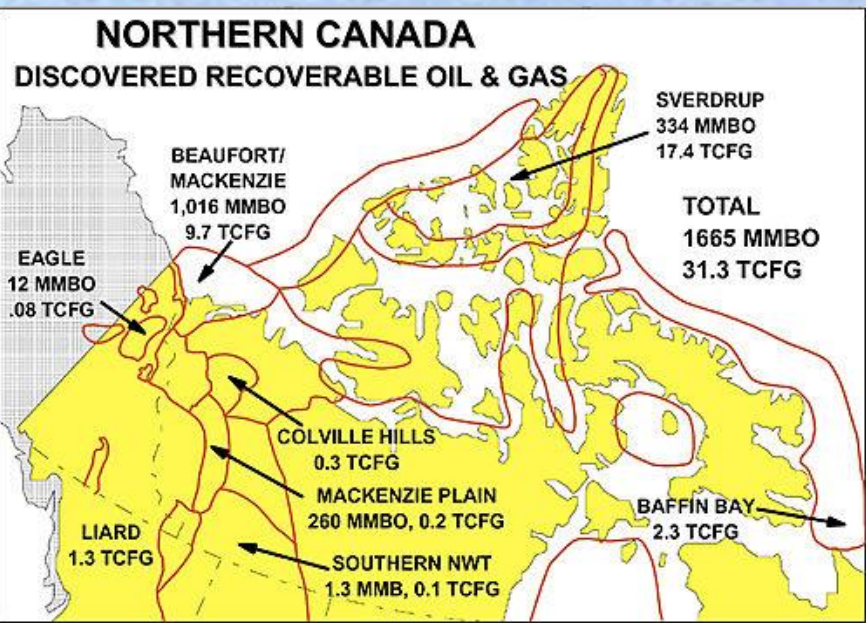 NORTHERN CANADA
DISCOVERED RECOVERABLE OIL & GAS
SVERDRUP
334 MMBO
17.4 TCFG
BEAUFORT/
MACKENZIE
1,016 MMBO
9.7 TCFG
TOTAL
1665 MMBO
31.3 TCFG
EAGLE
12 MMBO
.08 TCFG
COLVILLE HILLS
0.3 TCFG
MACKENZIE PLAIN
260 MMBO, 0.2 TCFG
BAFFIN BAY
2.3 TCFG
LIARD
1.3 TCFG
SOUTHERN NWT
1.3 MMB, 0.1 TCFG